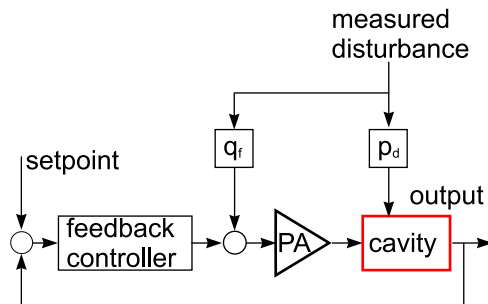 measured
disturbance
q_f
p_d
setpoint
output
feedback
controller
PA
cavity